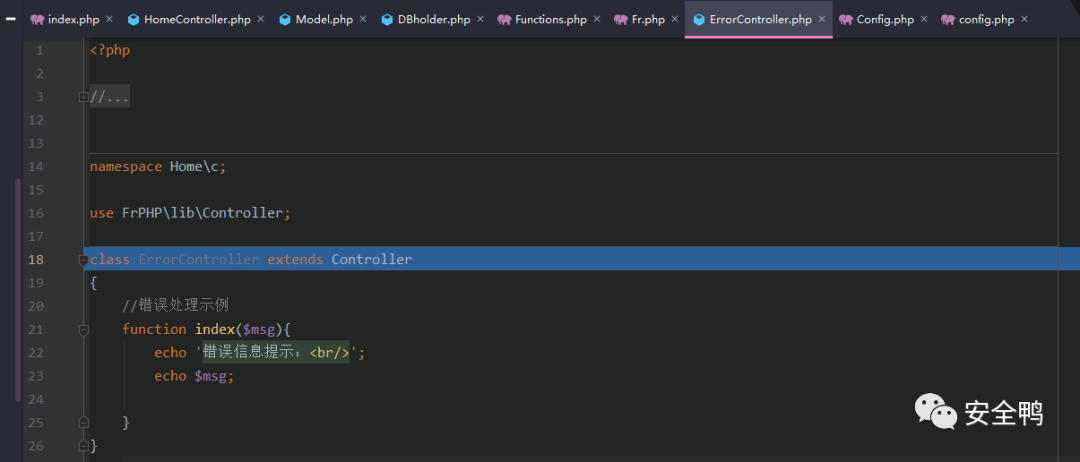 index.php × HomeController.php × Model.php × DBholder.php × Functions.php × Fr.php × ErrorController.php × Config.php × config.php ×
1 <?php
2
3 //...
12
13
14 namespace Home\c;
15
16 use FrPHP\lib\Controller;
17
18 class ErrorController extends Controller
19 {
20 //错误处理示例
21 function index($msg){
22 echo '错误信息提示：<br/>';
23 echo $msg;
24
25 }
26 }
安全鸭